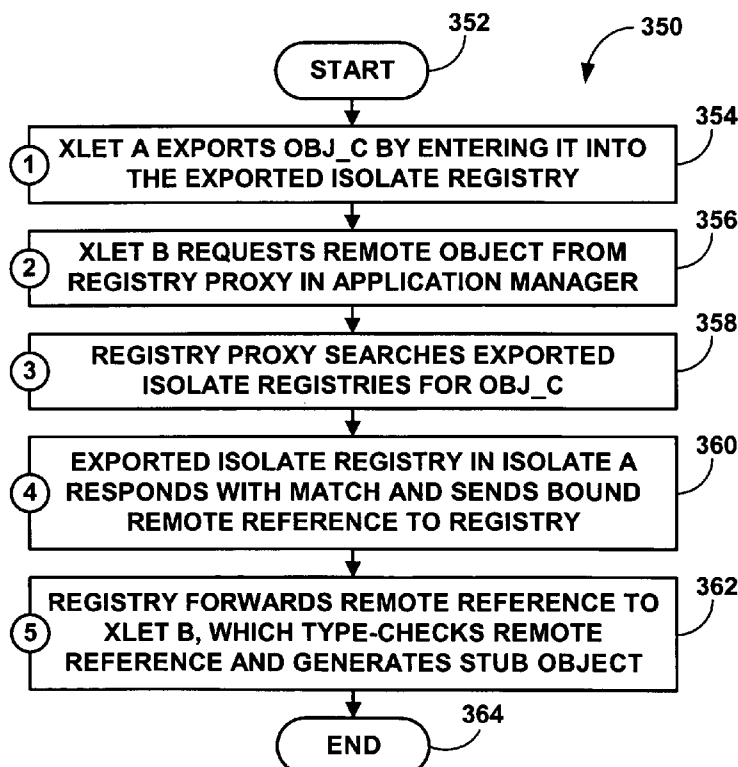 352
350
START
354
1
XLET A EXPORTS OBJ_C BY ENTERING IT INTO
THE EXPORTED ISOLATE REGISTRY
356
2
XLET B REQUESTS REMOTE OBJECT FROM
REGISTRY PROXY IN APPLICATION MANAGER
358
3
REGISTRY PROXY SEARCHES EXPORTED
ISOLATE REGISTRIES FOR OBJ_C
360
4
EXPORTED ISOLATE REGISTRY IN ISOLATE A
RESPONDS WITH MATCH AND SENDS BOUND
REMOTE REFERENCE TO REGISTRY
362
5
REGISTRY FORWARDS REMOTE REFERENCE TO
XLET B, WHICH TYPE-CHECKS REMOTE
REFERENCE AND GENERATES STUB OBJECT
364
END